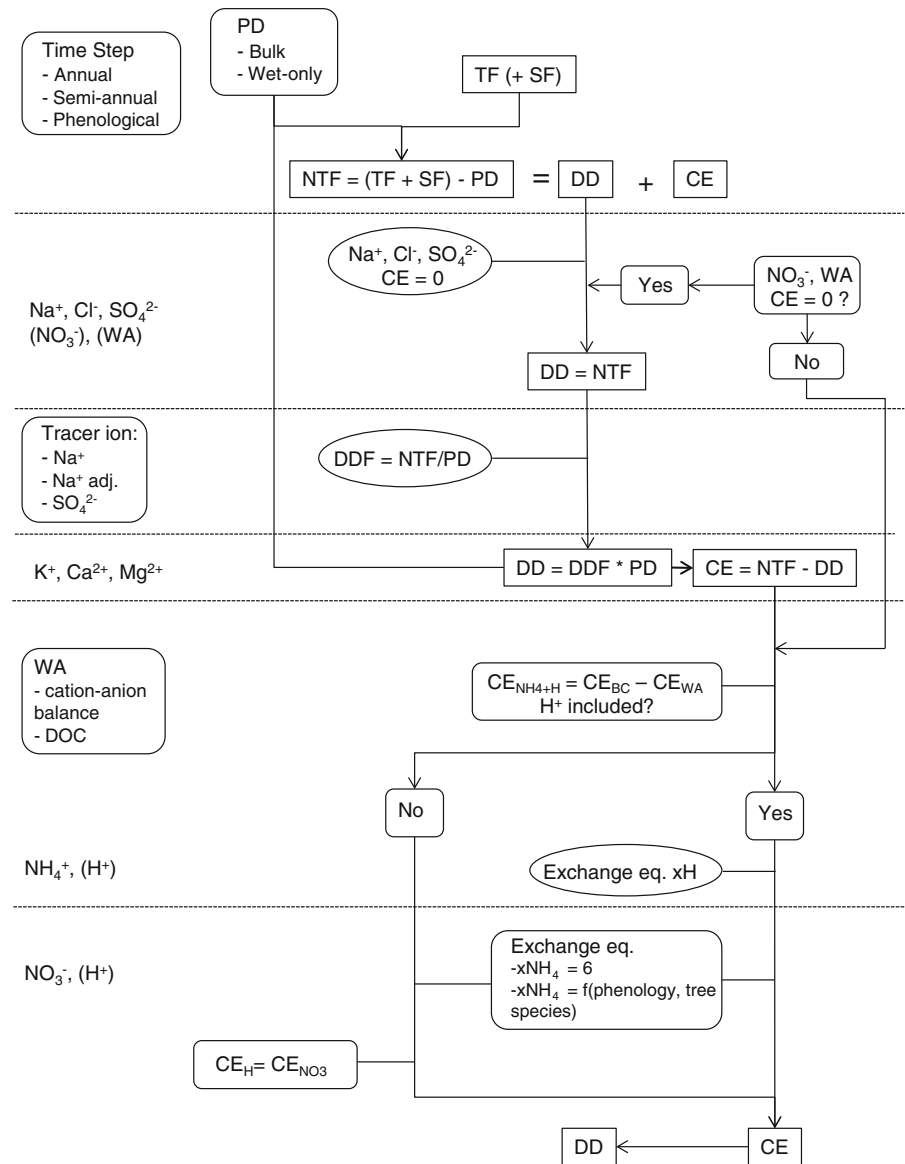 Time Step
- Annual
- Semi-annual
- Phenological
PD
- Bulk
- Wet-only
TF (+ SF)
NTF = (TF + SF) - PD
=
DD
+
CE
Na⁺, Cl⁻, SO₄²⁻
(NO₃⁻), (WA)
Na⁺, Cl⁻, SO₄²⁻
CE = 0
Yes
NO₃⁻, WA
CE = 0 ?
No
DD = NTF
Tracer ion:
- Na⁺
- Na⁺ adj.
- SO₄²⁻
DDF = NTF/PD
K⁺, Ca²⁺, Mg²⁺
DD = DDF * PD
CE = NTF - DD
WA
- cation-anion
balance
- DOC
CE_NH4+H = CE_BC – CE_WA
H⁺ included?
No
Yes
NH₄⁺, (H⁺)
Exchange eq. xH
NO₃⁻, (H⁺)
Exchange eq.
-xNH₄ = 6
-xNH₄ = f(phenology, tree
species)
CE_H= CE_NO3
DD
CE